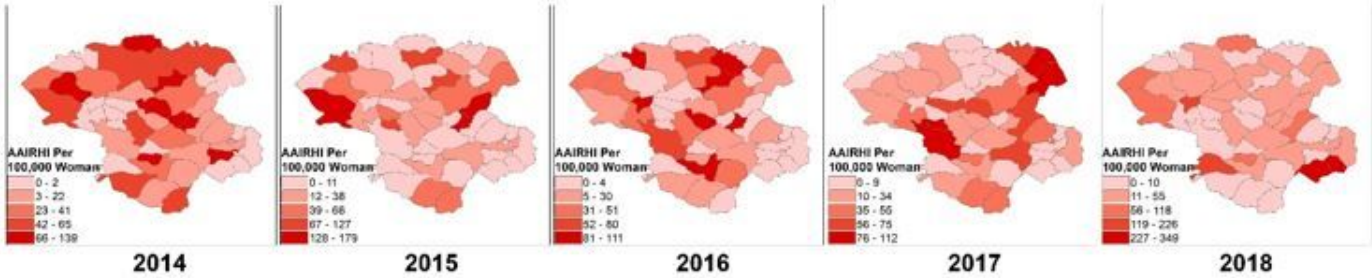 AAIRHI Per
100,000 Woman
0 - 2
3 - 22
23 - 41
42 - 65
66 - 139
2014
AAIRHI Per
100,000 Woman
0 - 11
12 - 38
39 - 66
67 - 127
128 - 179
2015
AAIRHI Per
100,000 Woman
0 - 4
5 - 30
31 - 51
52 - 80
81 - 111
2016
AAIRHI Per
100,000 Woman
0 - 9
10 - 34
35 - 55
56 - 75
76 - 112
2017
AAIRHI Per
100,000 Woman
0 - 10
11 - 55
56 - 118
119 - 226
227 - 349
2018